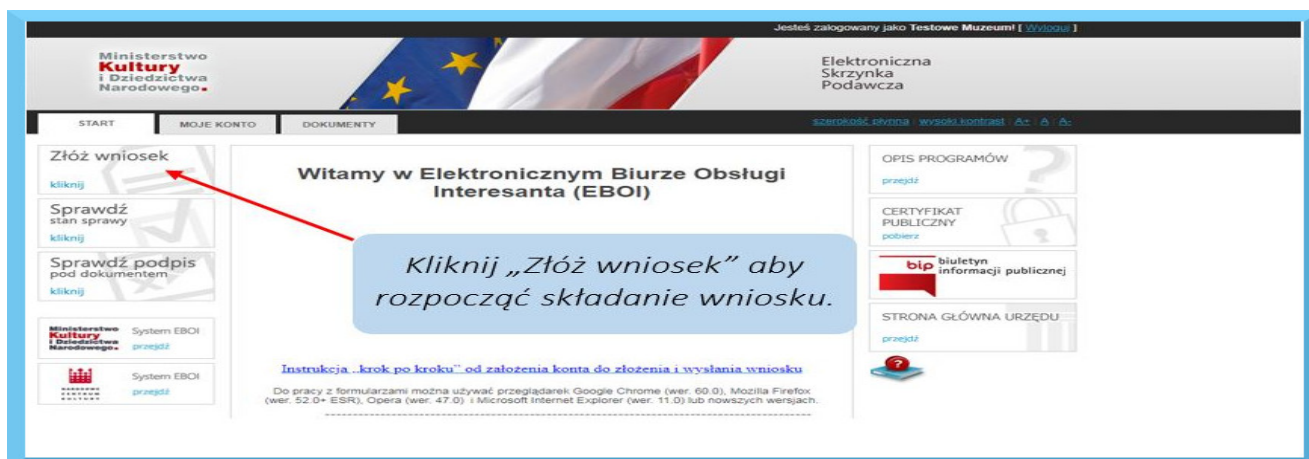 Jesteś zalogowany jako Testowe Muzeum! [ Wyloguj ]
Ministerstwo
Kultury
i Dziedzictwa
Narodowego
Elektroniczna
Skrzynka
Podawcza
START MOJE KONTO DOKUMENTY
szerokość płynna | wysoki kontrast | A+ | A | A-
Złóż wniosek
kliknij
Sprawdź
stan sprawy
kliknij
Sprawdź podpis
pod dokumentem
kliknij
Ministerstwo
Kultury
i Dziedzictwa
Narodowego
System EBOI
przejdź
NARODOWE
CENTRUM
KULTURY
System EBOI
przejdź
Witamy w Elektronicznym Biurze Obsługi
Interesanta (EBOI)
Kliknij „Złóż wniosek” aby
rozpocząć składanie wniosku.
Instrukcja „krok po kroku" od założenia konta do złożenia i wysłania wniosku
Do pracy z formularzami można używać przeglądarek Google Chrome (wer. 60.0), Mozilla Firefox
(wer. 52.0+ ESR), Opera (wer. 47.0) i Microsoft Internet Explorer (wer. 11.0) lub nowszych wersjach.
OPIS PROGRAMÓW
przejdź
CERTYFIKAT
PUBLICZNY
pobierz
bip biuletyn
informacji publicznej
STRONA GŁÓWNA URZĘDU
przejdź